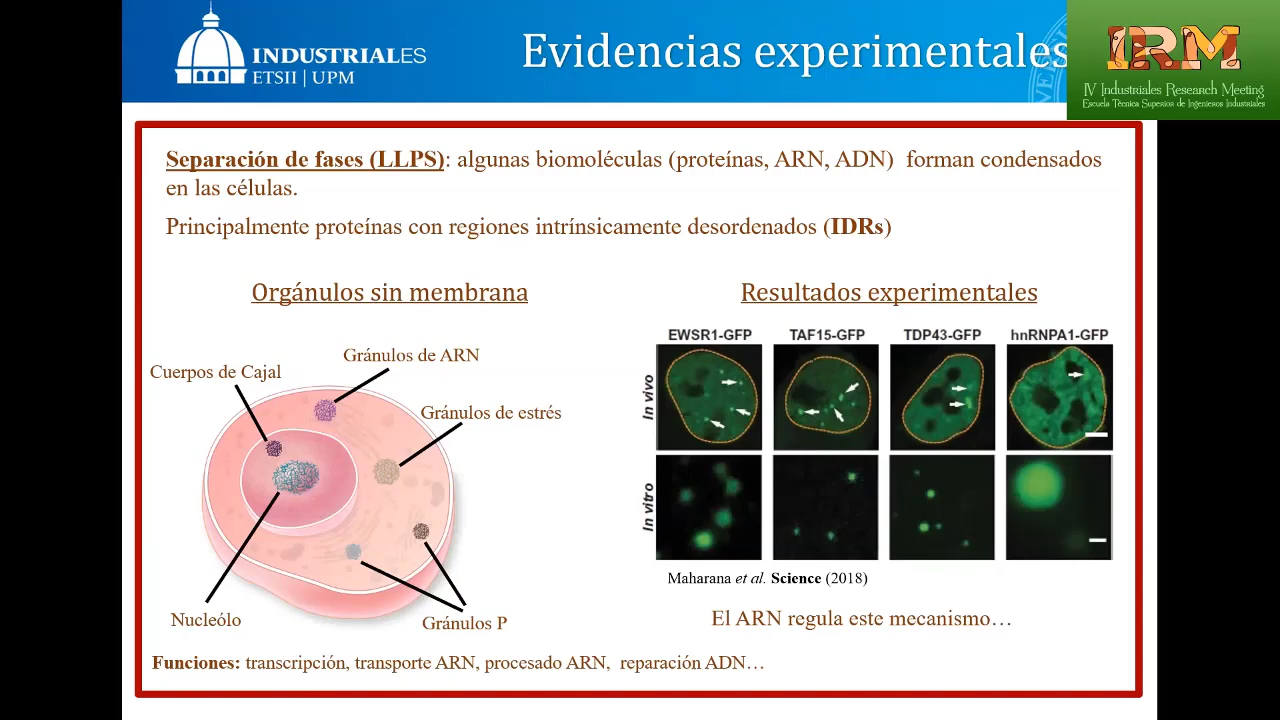 INDUSTRIALES
ETSII | UPM
Evidencias experimentales
IRM
IV Industriales Research Meeting
Escuela Técnica Superior de Ingenieros Industriales
Separación de fases (LLPS): algunas biomoléculas (proteínas, ARN, ADN) forman condensados
en las células.
Principalmente proteínas con regiones intrínsicamente desordenados (IDRs)
Orgánulos sin membrana
Gránulos de ARN
Cuerpos de Cajal
Gránulos de estrés
Nucleólo
Gránulos P
Resultados experimentales
EWSR1-GFP TAF15-GFP TDP43-GFP hnRNPA1-GFP
In vivo
In vitro
Maharana et al. Science (2018)
El ARN regula este mecanismo…
Funciones: transcripción, transporte ARN, procesado ARN, reparación ADN…